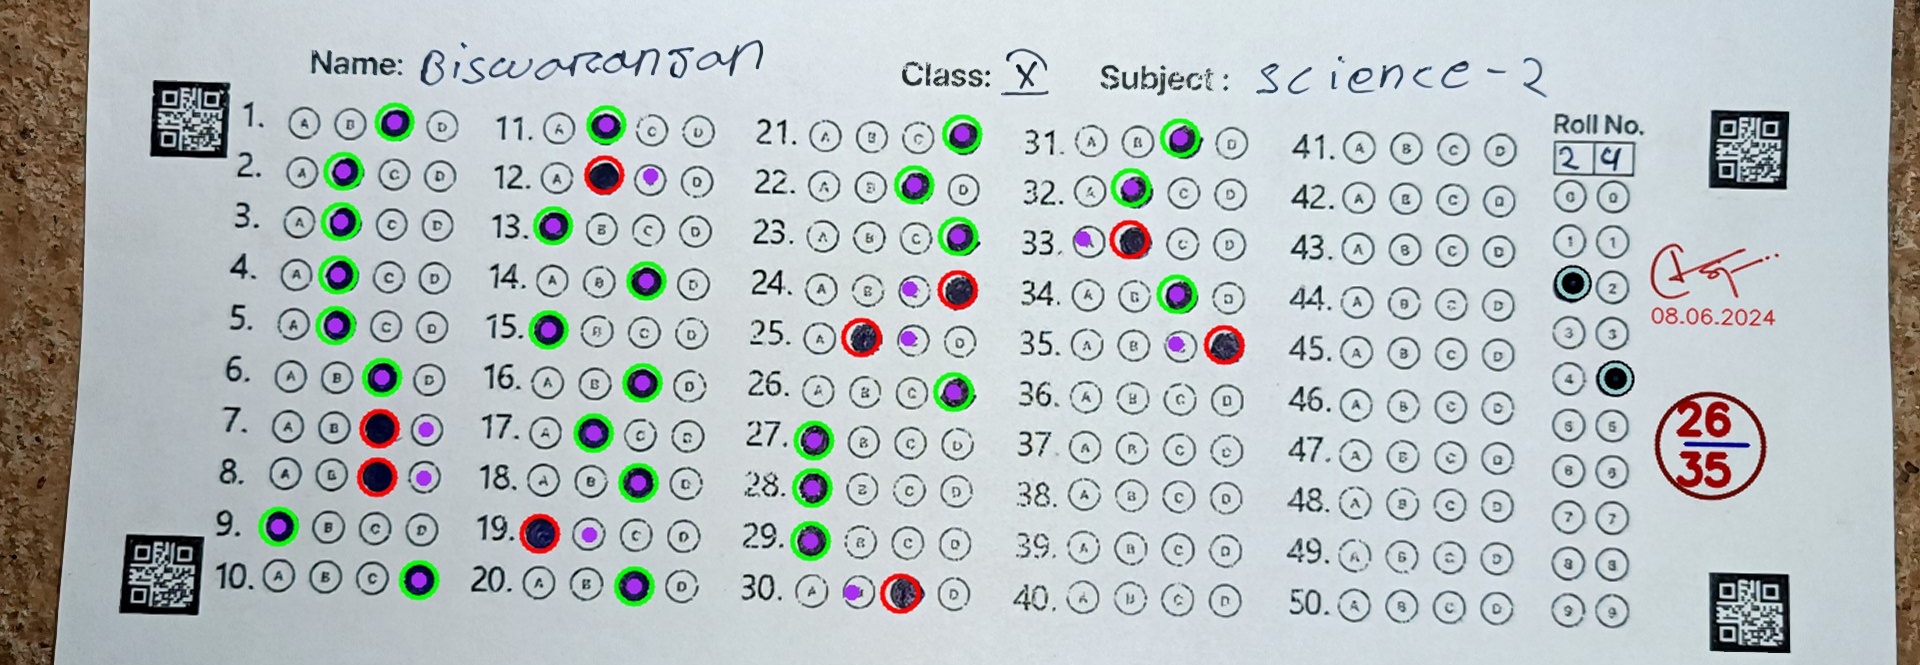 Name: Biswaranjan Class: X Subject: Science-2
1. A B D 11. A C D 21. A B C 31. A B D 41. A B C D Roll No.
2. A C D 12. A D 22. A B D 32. A C D 42. A B C D 2 4
3. A C D 13. B C D 23. A B C 33. C D 43. A B C D 0 0
4. A C D 14. A B D 24. A B 34. A B D 44. A B C D 1 1
5. A C D 15. B C D 25. A D 35. A B 45. A B C D 2
6. A B D 16. A B D 26. A B C 36. A B C D 46. A B C D 3 3
7. A B 17. A C D 27. B C D 37. A B C D 47. A B C D 4
8. A B 18. A B D 28. B C D 38. A B C D 48. A B C D 5 5
9. B C D 19. C D 29. B C D 39. A B C D 49. A B C D 6 6
10. A B C 20. A B D 30. A D 40. A B C D 50. A B C D 7 7
8 8
9 9
08.06.2024
26
35